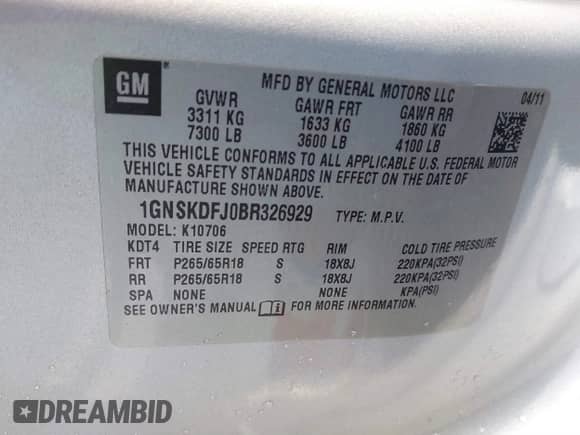 GM
MFD BY GENERAL MOTORS LLC 04/11
GVWR GAWR FRT GAWR RR
3311 KG 1633 KG 1860 KG
7300 LB 3600 LB 4100 LB
THIS VEHICLE CONFORMS TO ALL APPLICABLE U.S. FEDERAL MOTOR
VEHICLE SAFETY STANDARDS IN EFFECT ON THE DATE OF
MANUFACTURE SHOWN ABOVE.
1GNSKDFJ0BR326929 TYPE: M.P.V.
MODEL: K10706
KDT4 TIRE SIZE SPEED RTG RIM COLD TIRE PRESSURE
FRT P265/65R18 S 18X8J 220KPA(32PSI)
RR P265/65R18 S 18X8J 220KPA(32PSI)
SPA NONE NONE KPA(PSI)
SEE OWNER'S MANUAL FOR MORE INFORMATION.
DREAMBID